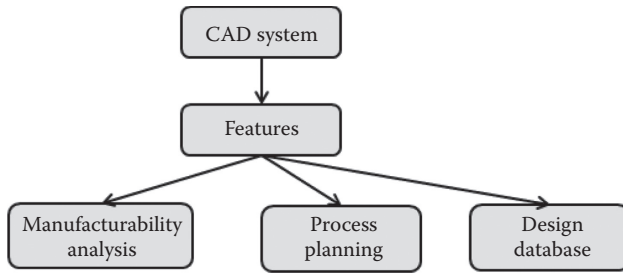 CAD system
Features
Manufacturability
analysis
Process
planning
Design
database